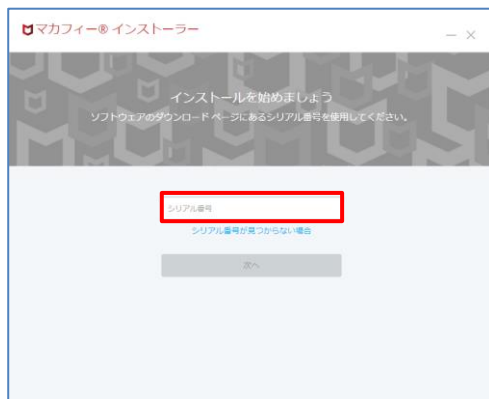 マカフィー® インストーラー
インストールを始めましょう
ソフトウェアのダウンロード ページにあるシリアル番号を使用してください。
シリアル番号
シリアル番号が見つからない場合
次へ